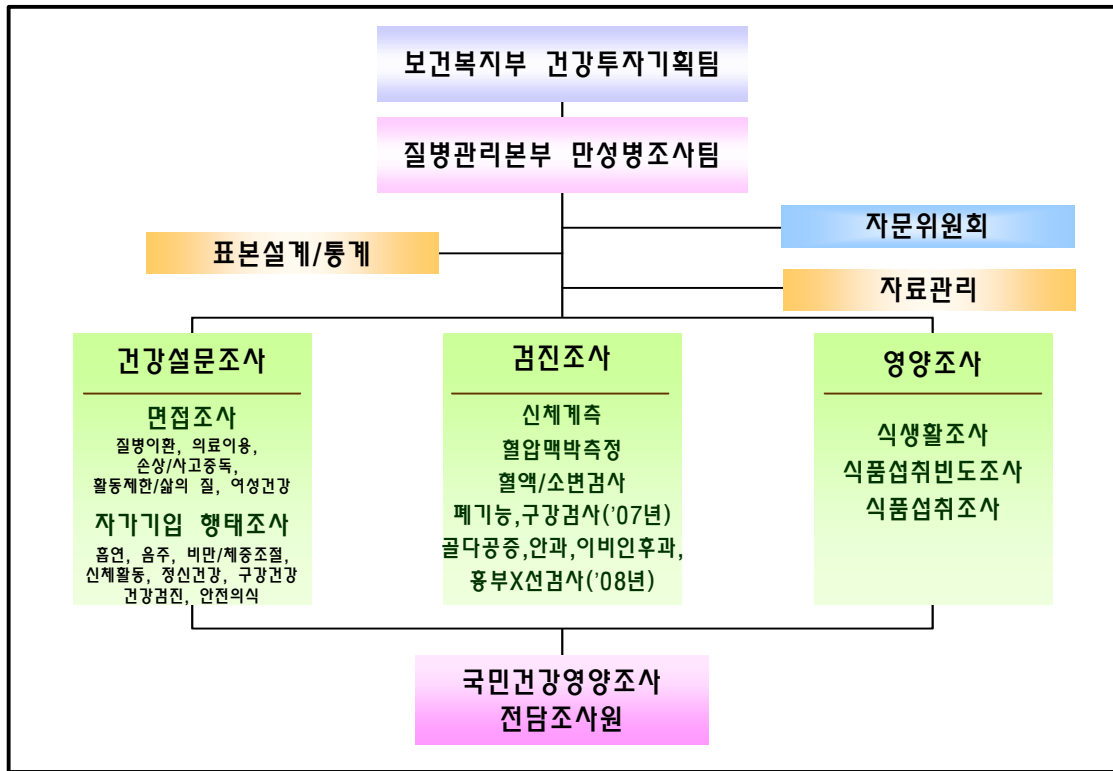 보건복지부 건강투자기획팀
질병관리본부 만성병조사팀
자문위원회
표본설계/통계
자료관리
건강설문조사
면접조사
질병이환, 의료이용,
손상/사고중독,
활동제한/삶의 질, 여성건강
자가기입 행태조사
흡연, 음주, 비만/체중조절,
신체활동, 정신건강, 구강건강
건강검진, 안전의식
검진조사
신체계측
혈압맥박측정
혈액/소변검사
폐기능,구강검사('07년)
골다공증,안과,이비인후과,
흉부X선검사('08년)
영양조사
식생활조사
식품섭취빈도조사
식품섭취조사
국민건강영양조사
전담조사원